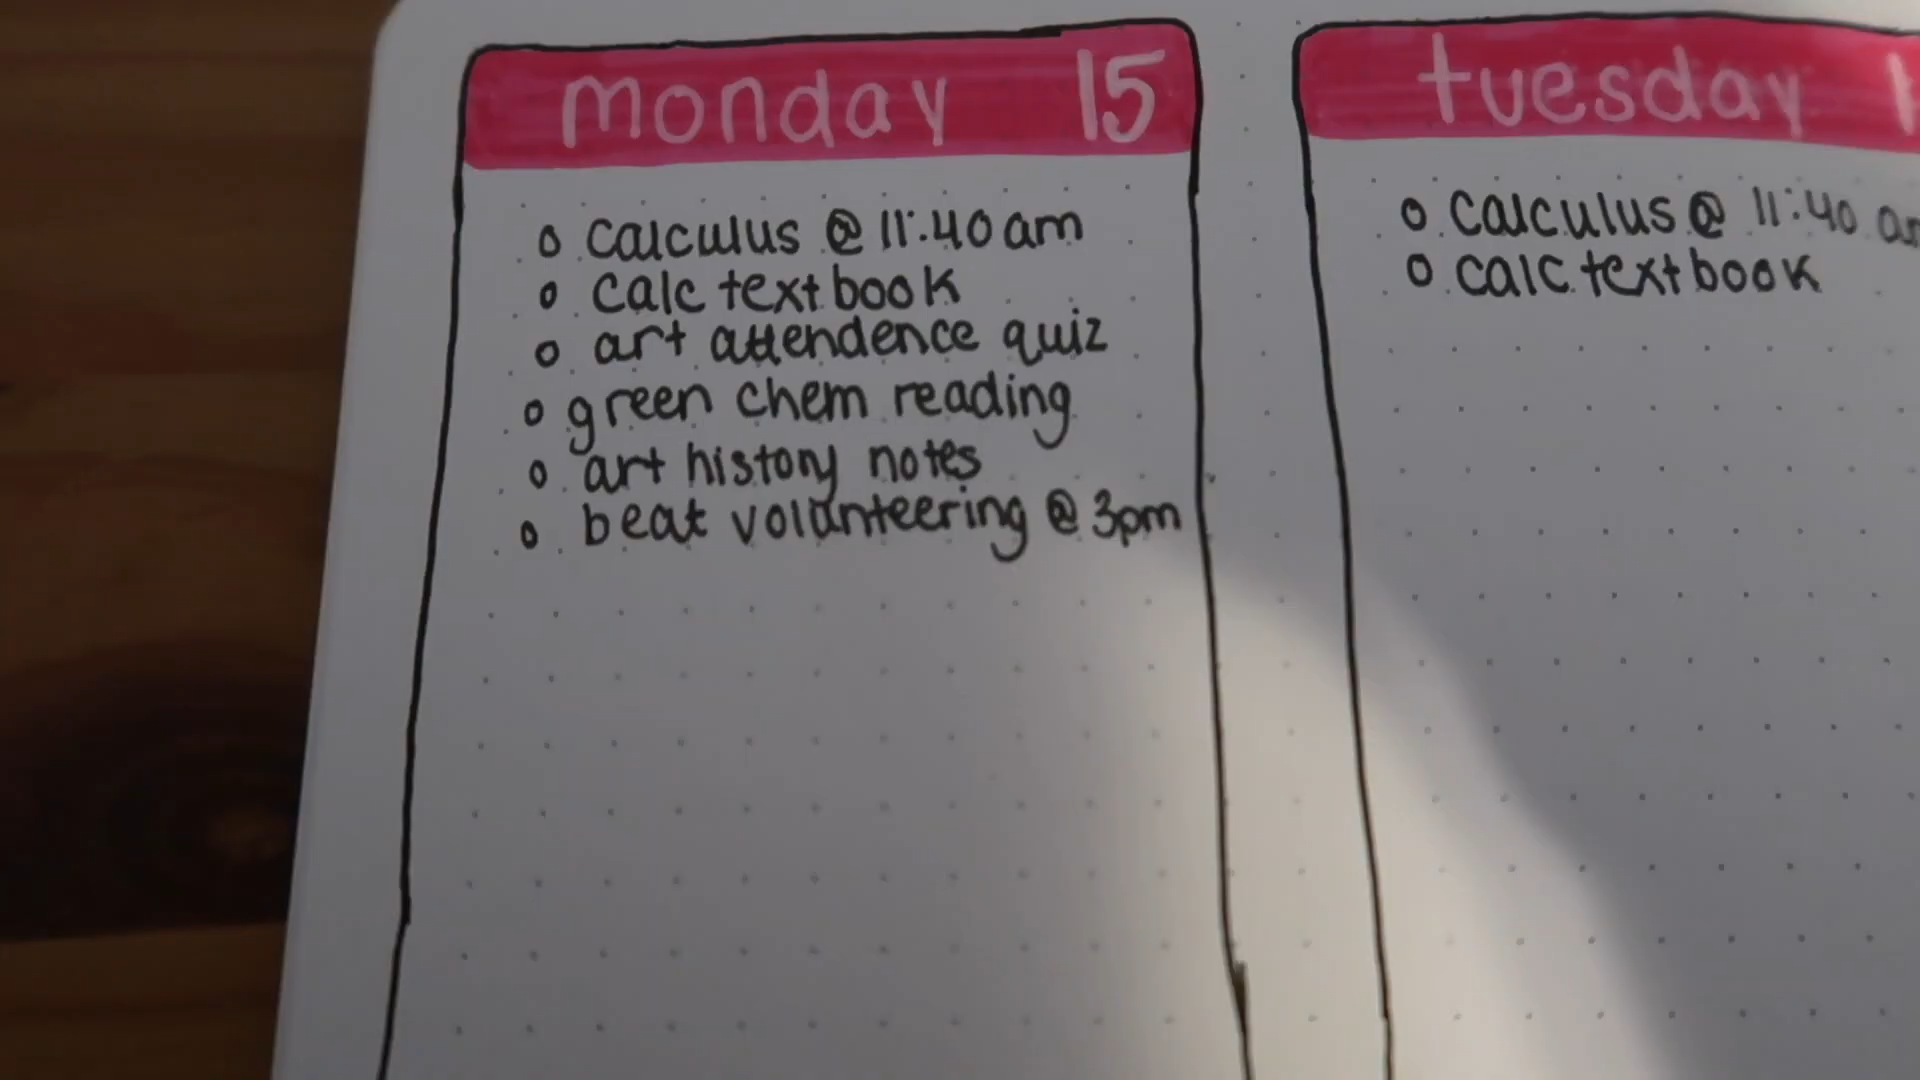 monday 15
o calculus @ 11:40 am
o calc textbook
o art attendence quiz
o green chem reading
o art history notes
o beat volunteering @ 3pm
tuesday
o calculus @ 11:40
o calc textbook